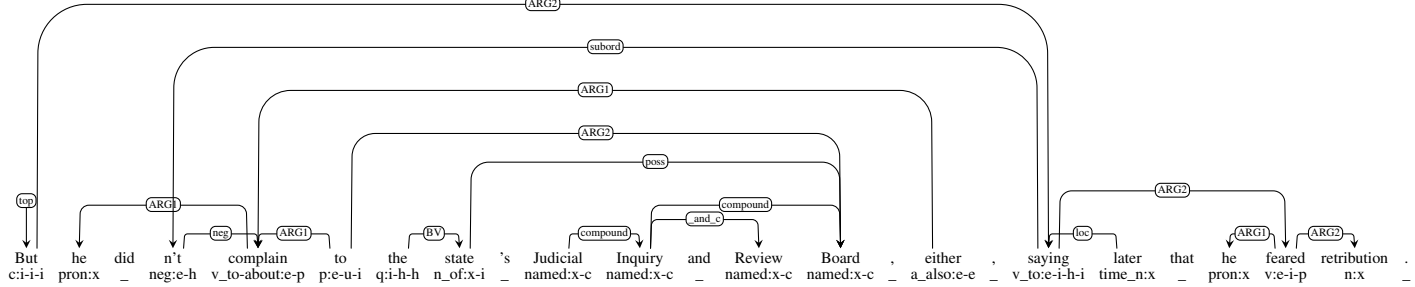 ARG2
subord
ARG1
ARG2
poss
top ARG1 compound ARG2
_and_c
neg ARG1 BV compound loc ARG1 ARG2
But he did n't complain to the state 's Judicial Inquiry and Review Board , either , saying later that he feared retribution .
c:i-i-i pron:x _ neg:e-h v_to-about:e-p p:e-u-i q:i-h-h n_of:x-i _ named:x-c named:x-c _ named:x-c named:x-c _ a_also:e-e _ v_to:e-i-h-i time_n:x _ pron:x v:e-i-p n:x _